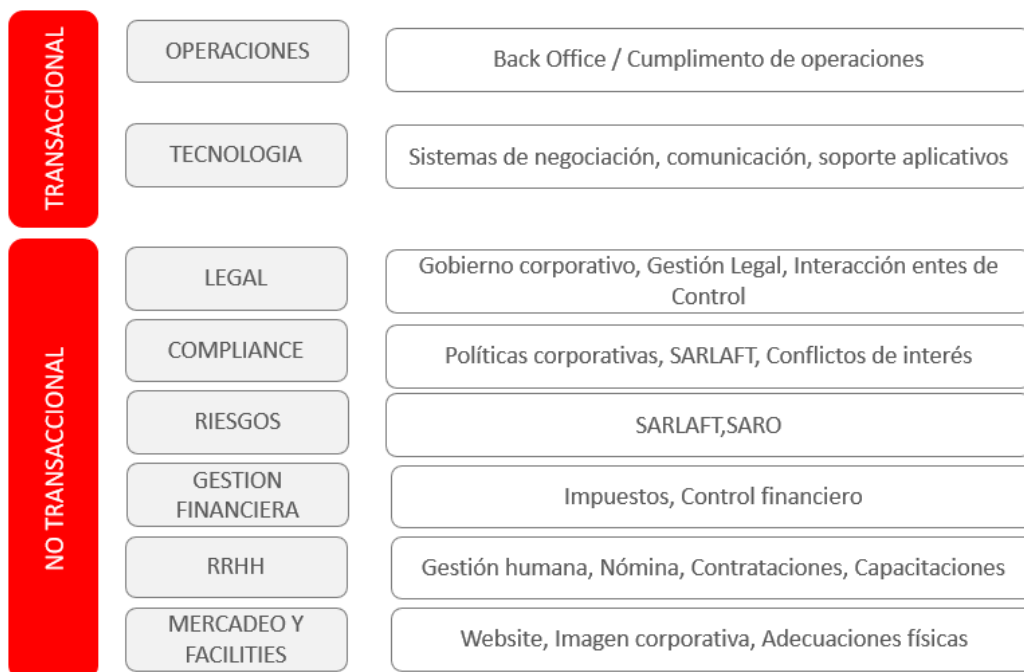 TRANSACCIONAL
OPERACIONES
Back Office / Cumplimento de operaciones
TECNOLOGIA
Sistemas de negociación, comunicación, soporte aplicativos
NO TRANSACCIONAL
LEGAL
Gobierno corporativo, Gestión Legal, Interacción entes de
Control
COMPLIANCE
Políticas corporativas, SARLAFT, Conflictos de interés
RIESGOS
SARLAFT,SARO
GESTION
FINANCIERA
Impuestos, Control financiero
RRHH
Gestión humana, Nómina, Contrataciones, Capacitaciones
MERCADEO Y
FACILITIES
Website, Imagen corporativa, Adecuaciones físicas